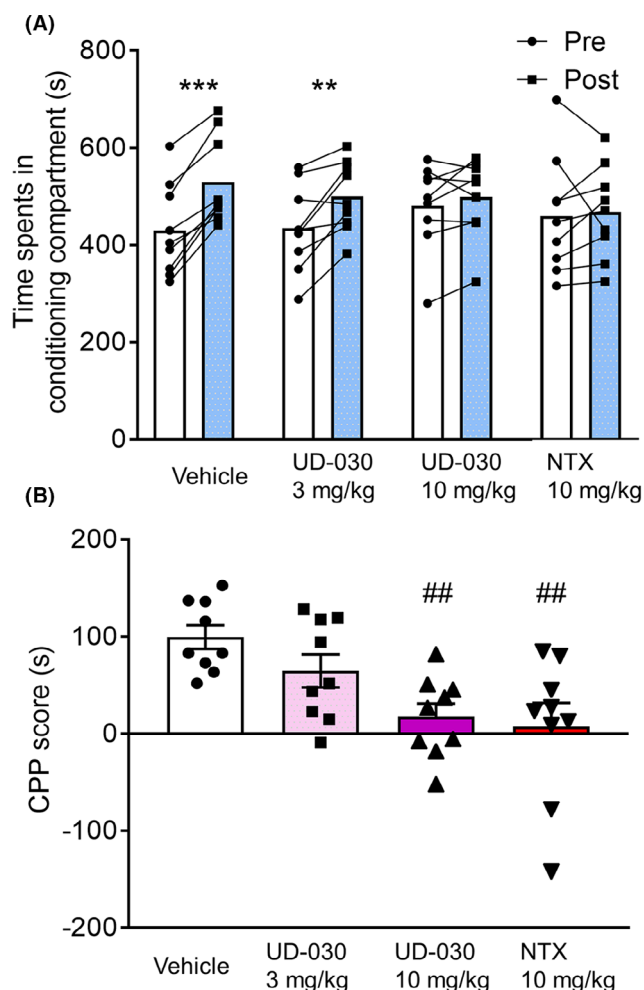 (A)
800
600
400
200
0
Time spents in
conditioning compartment (s)
***
**
Pre
Post
Vehicle
UD-030
3 mg/kg
UD-030
10 mg/kg
NTX
10 mg/kg
(B)
200
100
0
-100
-200
CPP score (s)
##
##
Vehicle
UD-030
3 mg/kg
UD-030
10 mg/kg
NTX
10 mg/kg